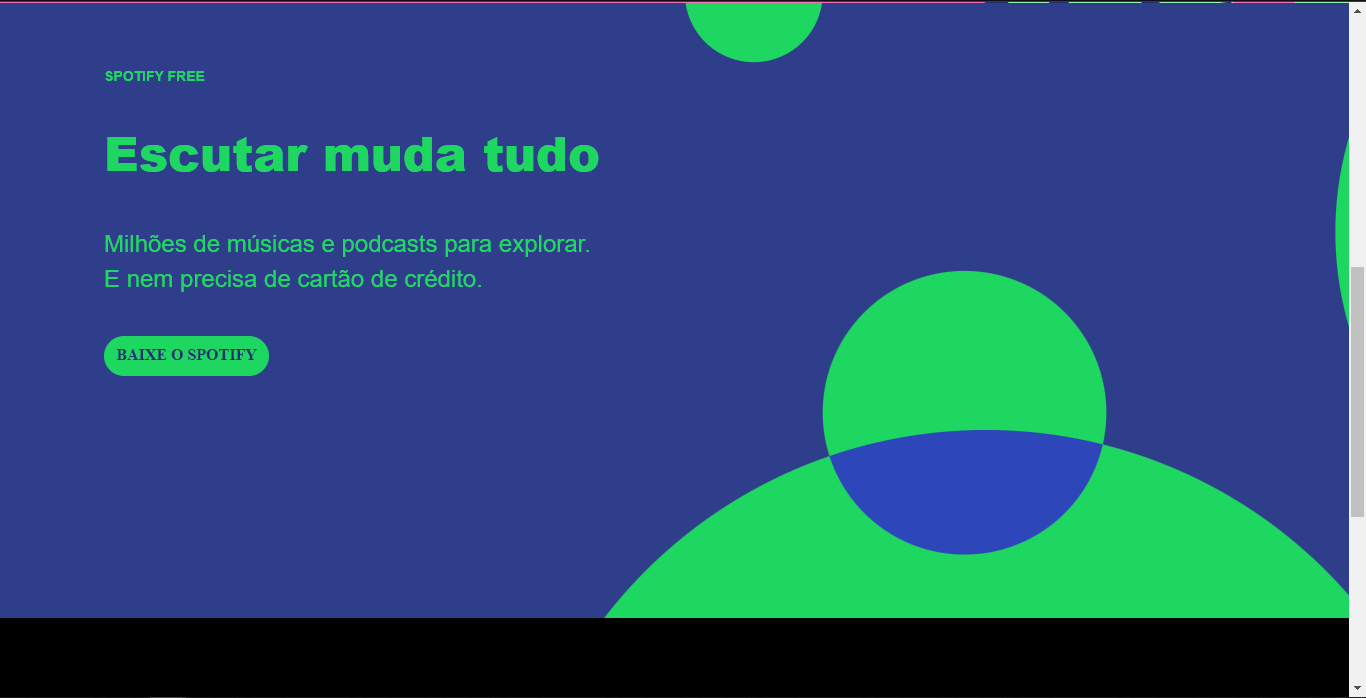 SPOTIFY FREE
Escutar muda tudo
Milhões de músicas e podcasts para explorar.
E nem precisa de cartão de crédito.
BAIXE O SPOTIFY